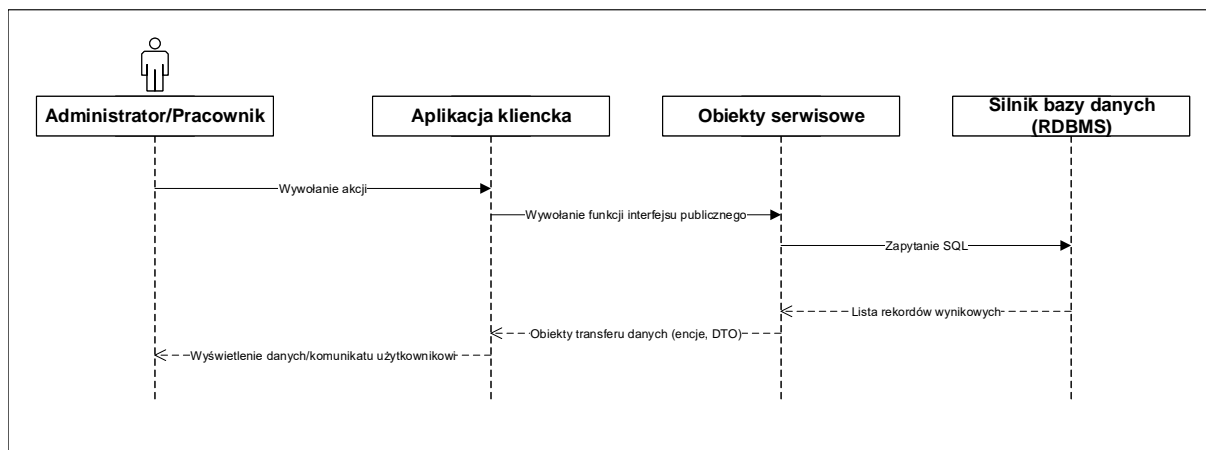 Administrator/Pracownik
Aplikacja kliencka
Obiekty serwisowe
Silnik bazy danych
(RDBMS)
Wywołanie akcji
Wywołanie funkcji interfejsu publicznego
Zapytanie SQL
Lista rekordów wynikowych
Obiekty transferu danych (encje, DTO)
Wyświetlenie danych/komunikatu użytkownikowi